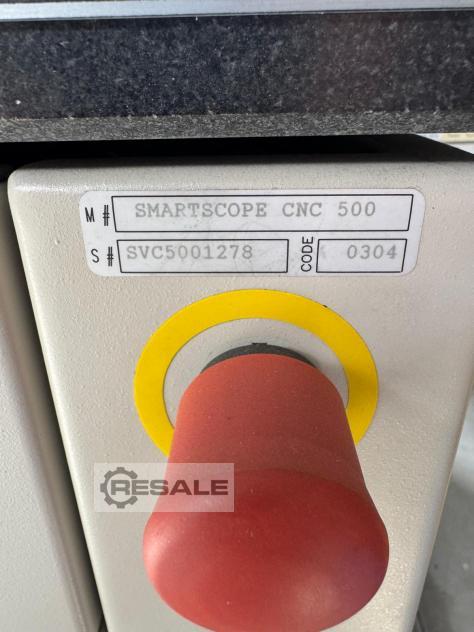 M# SMARTSCOPE CNC 500
S# SVC5001278 CODE 0304
RESALE